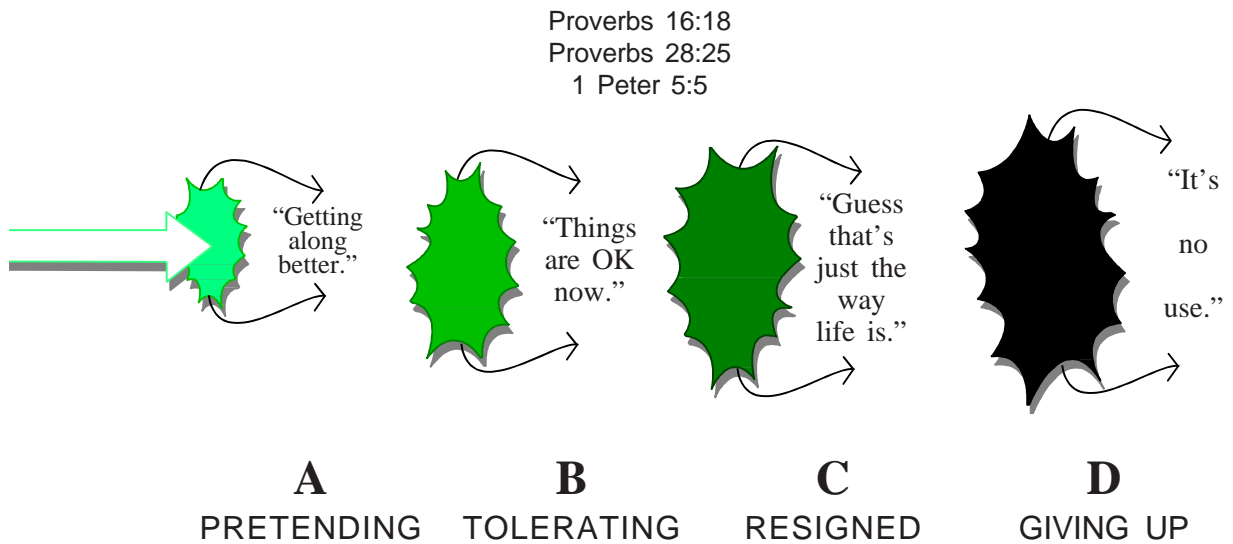 Proverbs 16:18
Proverbs 28:25
1 Peter 5:5
“Getting
along
better.”
“Things
are OK
now.”
“Guess
that’s
just the
way
life is.”
“It’s
no
use.”
A
B
C
D
PRETENDING
TOLERATING
RESIGNED
GIVING UP